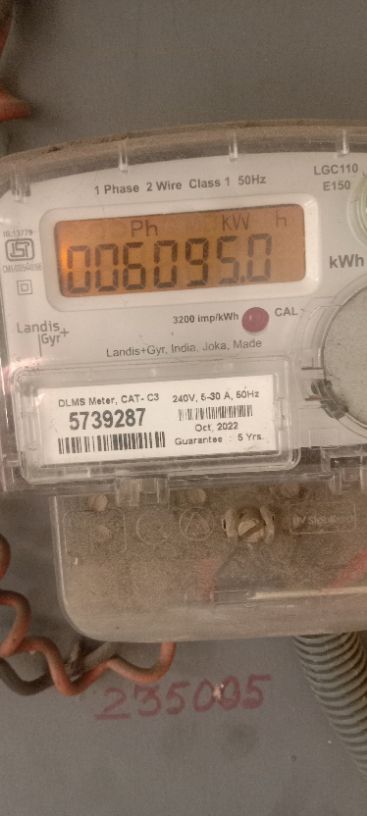 LGC110
E150
1 Phase 2 Wire Class 1 50Hz
IS 13779
Ph kW h
006095.0
kWh
3200 imp/kWh CAL
Landis
Gyr+
Landis+Gyr, India, Joka, Made
DLMS Meter, CAT- C3 240V, 5-30 A, 50Hz
5739287
Oct, 2022
Guarantee : 5 Yrs.
235005